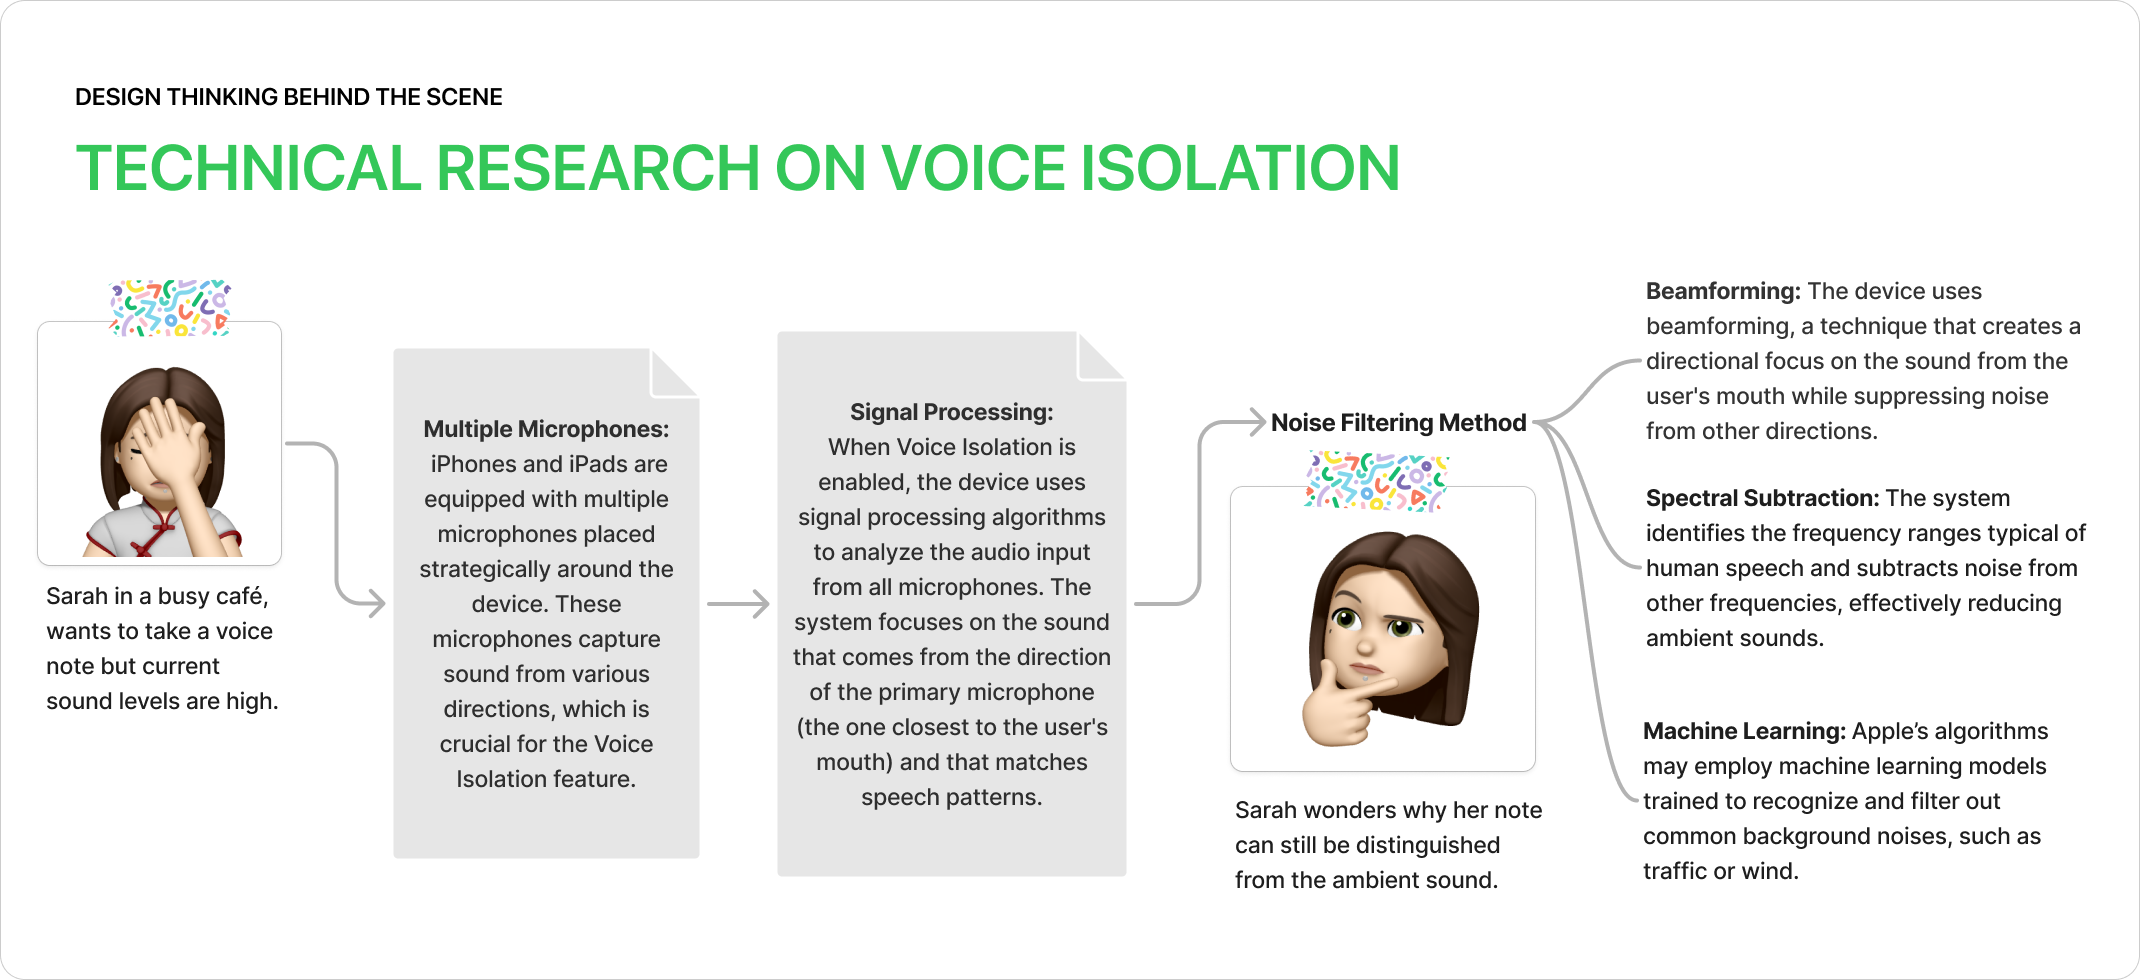 DESIGN THINKING BEHIND THE SCENE
TECHNICAL RESEARCH ON VOICE ISOLATION
Sarah in a busy café,
wants to take a voice
note but current
sound levels are high.
Multiple Microphones:
iPhones and iPads are
equipped with multiple
microphones placed
strategically around the
device. These
microphones capture
sound from various
directions, which is
crucial for the Voice
Isolation feature.
Signal Processing:
When Voice Isolation is
enabled, the device uses
signal processing algorithms
to analyze the audio input
from all microphones. The
system focuses on the sound
that comes from the direction
of the primary microphone
(the one closest to the user's
mouth) and that matches
speech patterns.
Noise Filtering Method
Sarah wonders why her note
can still be distinguished
from the ambient sound.
Beamforming: The device uses
beamforming, a technique that creates a
directional focus on the sound from the
user's mouth while suppressing noise
from other directions.
Spectral Subtraction: The system
identifies the frequency ranges typical of
human speech and subtracts noise from
other frequencies, effectively reducing
ambient sounds.
Machine Learning: Apple’s algorithms
may employ machine learning models
trained to recognize and filter out
common background noises, such as
traffic or wind.